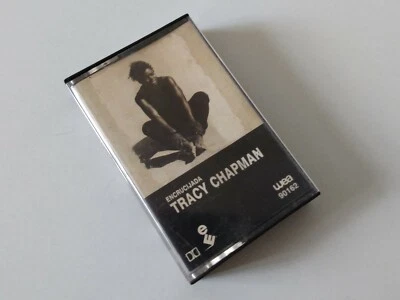 ENCRUCIJADA
TRACY CHAPMAN
wea
90162
e